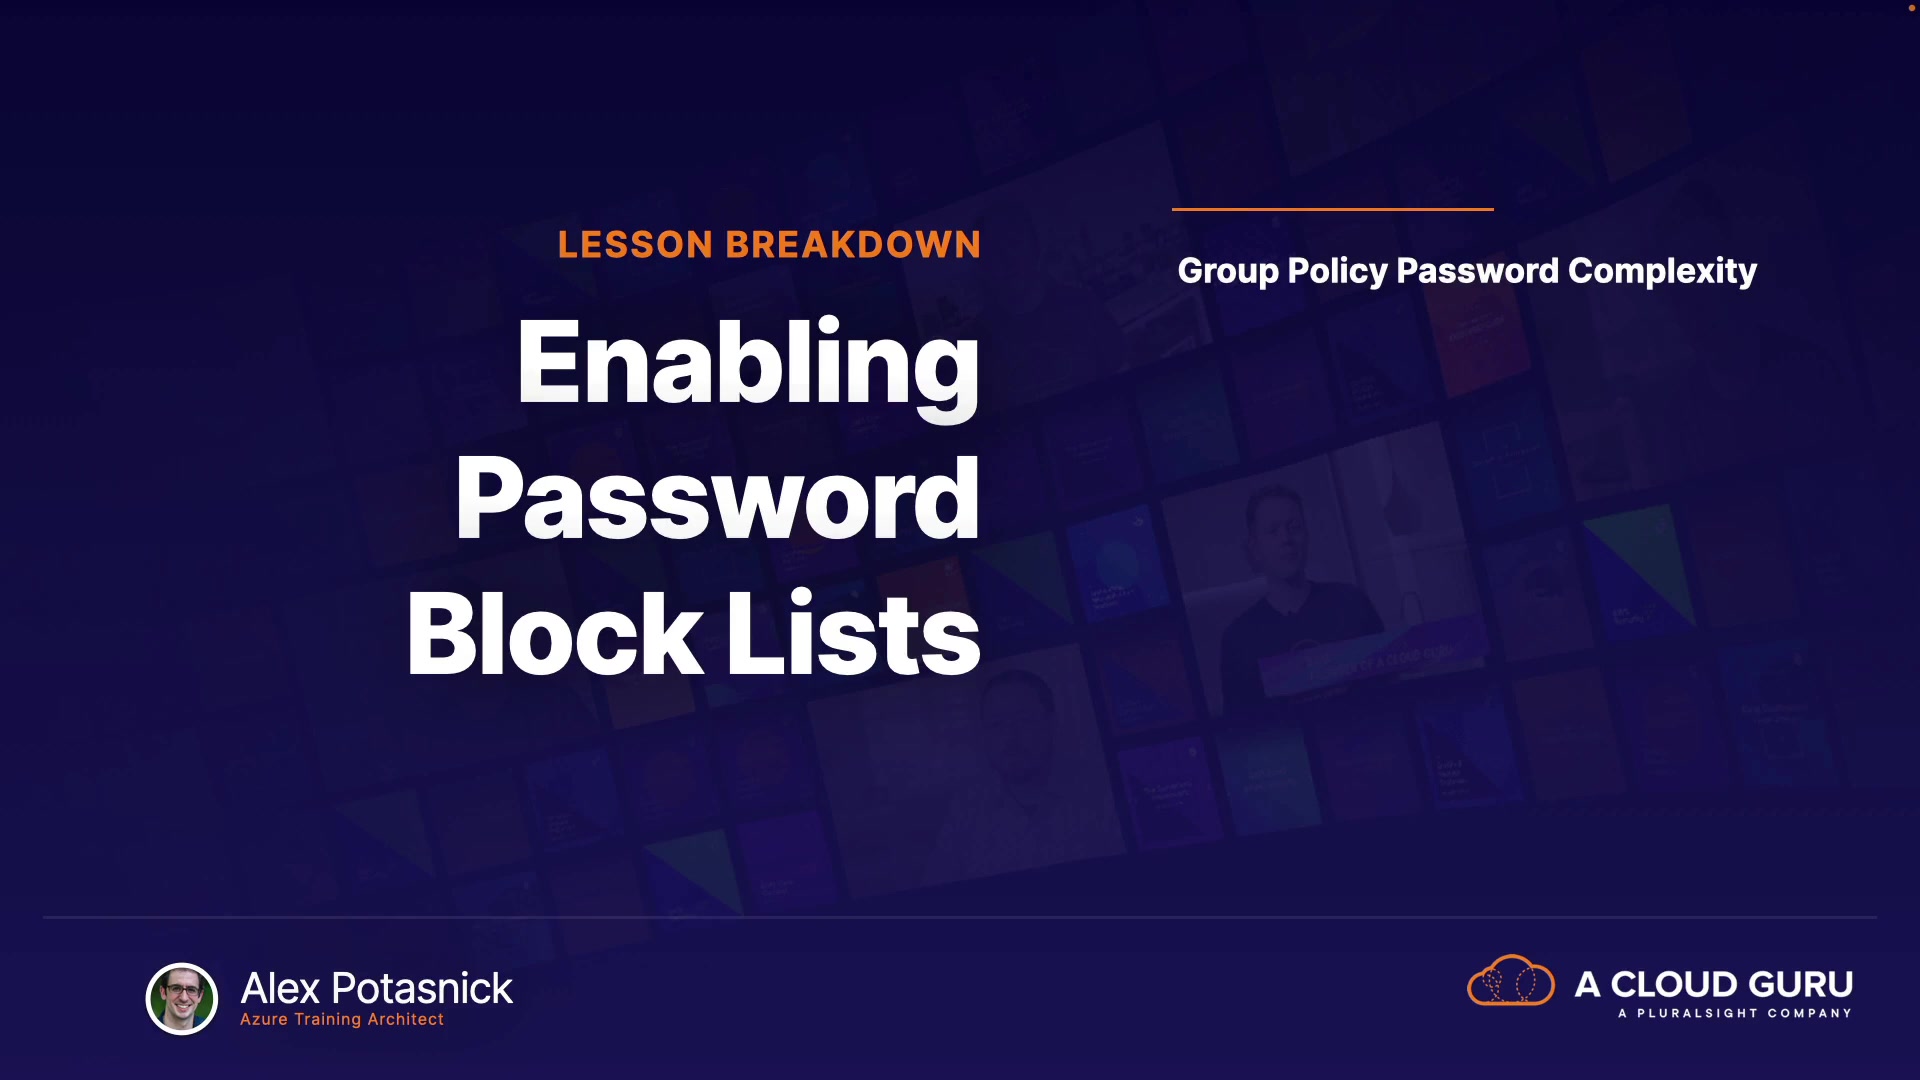 LESSON BREAKDOWN
Enabling
Password
Block Lists
Group Policy Password Complexity
Alex Potasnick
Azure Training Architect
A CLOUD GURU
A PLURALSIGHT COMPANY